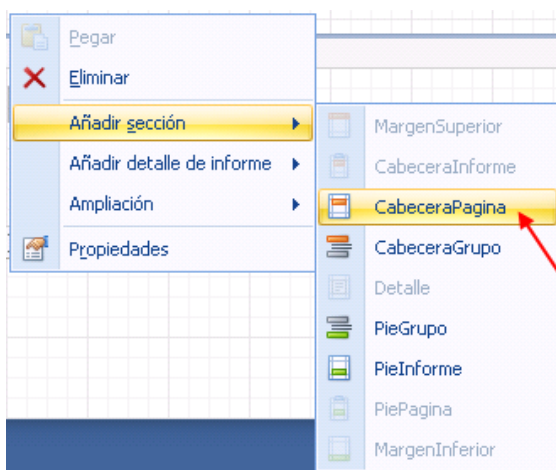 Pegar
Eliminar
Añadir sección
Añadir detalle de informe
Ampliación
Propiedades
MargenSuperior
CabeceraInforme
CabeceraPagina
CabeceraGrupo
Detalle
PieGrupo
PieInforme
PiePagina
MargenInferior